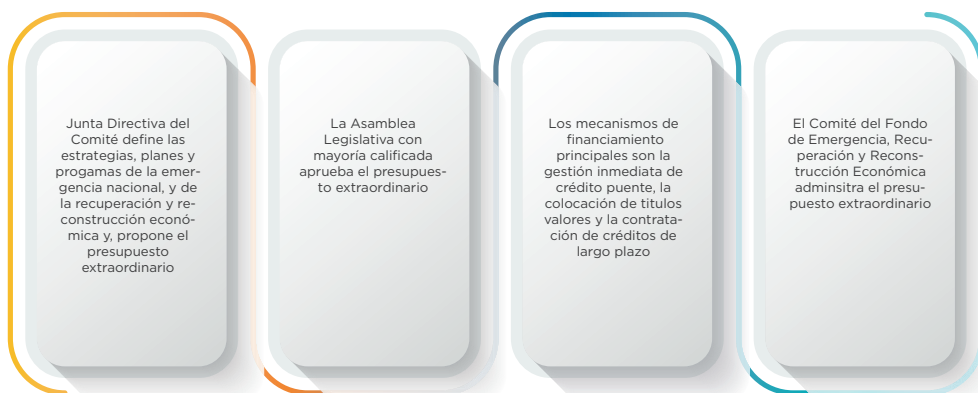 Junta Directiva del
Comité define las
estrategias, planes y
progamas de la emer-
gencia nacional, y de
la recuperación y re-
construcción econó-
mica y, propone el
presupuesto
extraordinario
La Asamblea
Legislativa con
mayoría calificada
aprueba el presupues-
to extraordinario
Los mecanismos de
financiamiento
principales son la
gestión inmediata de
crédito puente, la
colocación de titulos
valores y la contrata-
ción de créditos de
largo plazo
El Comité del Fondo
de Emergencia, Recu-
peración y Recons-
trucción Económica
adminsitra el presu-
puesto extraordinario